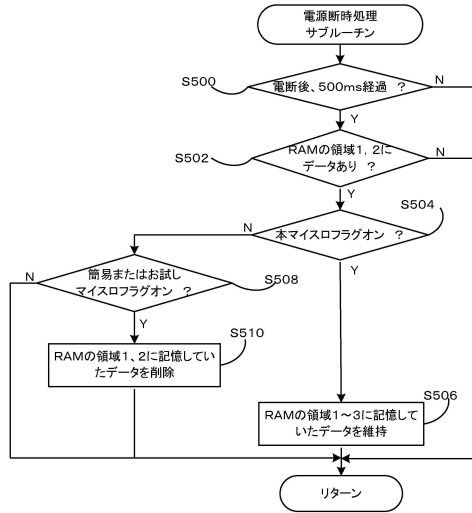 電源断時処理
サブルーチン
S500
電断後、500ms経過　？
N
Y
S502
RAMの領域1，2に
データあり　？
N
Y
S504
本マイスロフラグオン　？
N
Y
簡易またはお試し
マイスロフラグオン　？
S508
N
Y
S510
RAMの領域1、2に記憶してい
たデータを削除
S506
RAMの領域1～3に記憶して
いたデータを維持
リターン